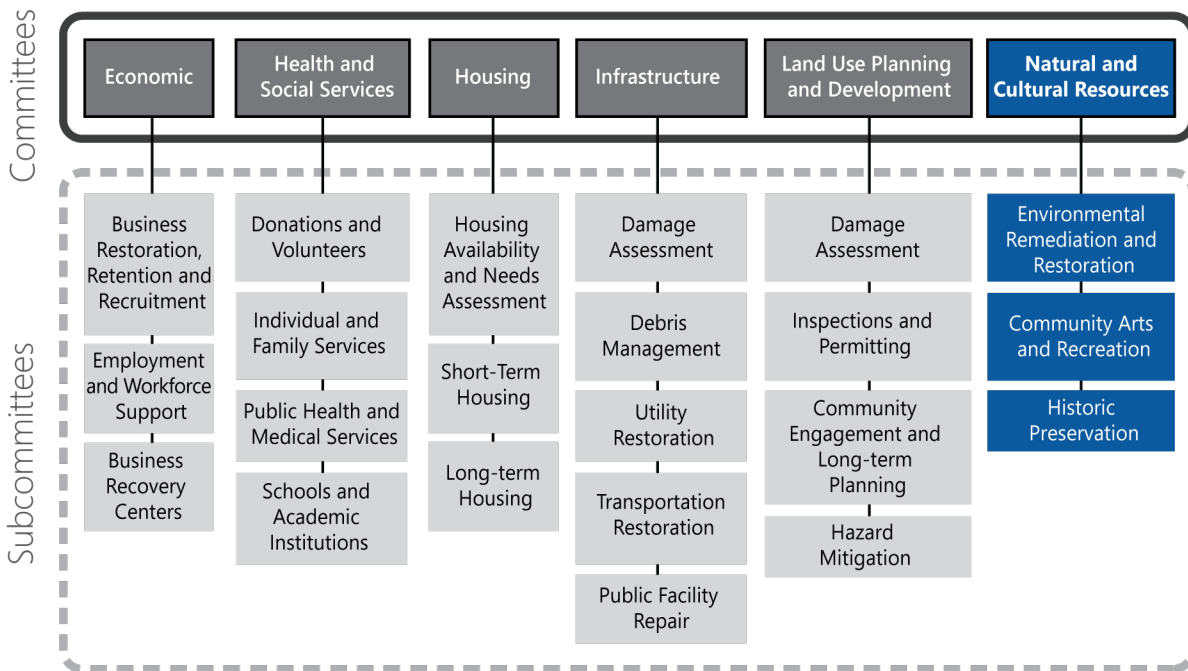 Committees
Economic
Health and
Social Services
Housing
Infrastructure
Land Use Planning
and Development
Natural and
Cultural Resources
Subcommittees
Business
Restoration,
Retention and
Recruitment
Employment
and Workforce
Support
Business
Recovery
Centers
Donations and
Volunteers
Individual and
Family Services
Public Health and
Medical Services
Schools and
Academic
Institutions
Housing
Availability
and Needs
Assessment
Short-Term
Housing
Long-term
Housing
Damage
Assessment
Debris
Management
Utility
Restoration
Transportation
Restoration
Public Facility
Repair
Damage
Assessment
Inspections and
Permitting
Community
Engagement and
Long-term
Planning
Hazard
Mitigation
Environmental
Remediation and
Restoration
Community Arts
and Recreation
Historic
Preservation